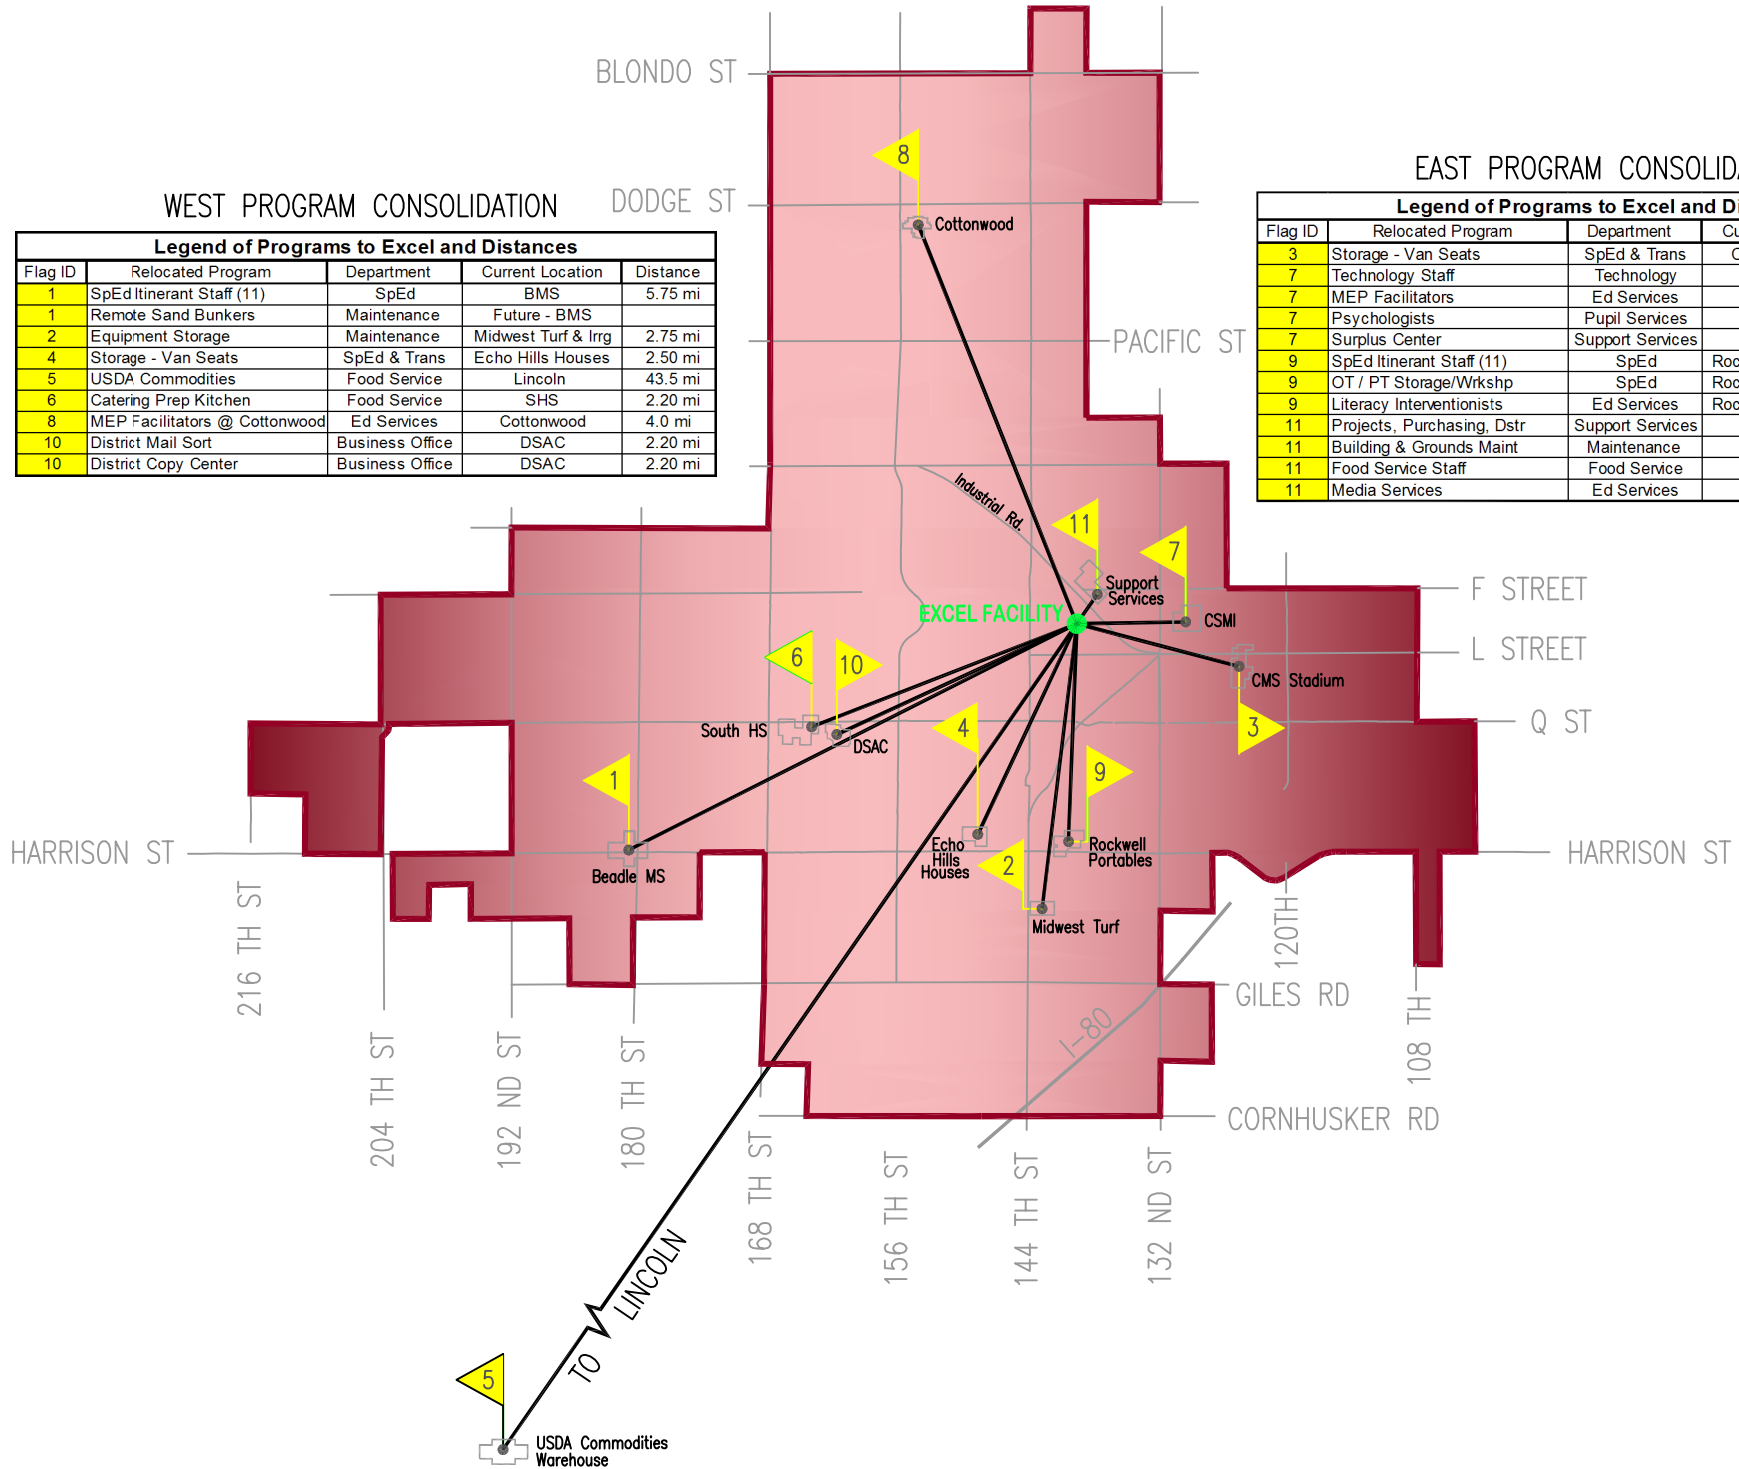 BLONDO ST
DODGE ST
PACIFIC ST
WEST PROGRAM CONSOLIDATION
Legend of Programs to Excel and Distances
Flag ID Relocated Program Department Current Location Distance
1 SpEd Itinerant Staff (11) SpEd BMS 5.75 mi
1 Remote Sand Bunkers Maintenance Future - BMS
2 Equipment Storage Maintenance Midwest Turf & Irrg 2.75 mi
4 Storage - Van Seats SpEd & Trans Echo Hills Houses 2.50 mi
5 USDA Commodities Food Service Lincoln 43.5 mi
6 Catering Prep Kitchen Food Service SHS 2.20 mi
8 MEP Facilitators @ Cottonwood Ed Services Cottonwood 4.0 mi
10 District Mail Sort Business Office DSAC 2.20 mi
10 District Copy Center Business Office DSAC 2.20 mi
EAST PROGRAM CONSOLIDA
Legend of Programs to Excel and Di
Flag ID Relocated Program Department Cu
3 Storage - Van Seats SpEd & Trans C
7 Technology Staff Technology
7 MEP Facilitators Ed Services
7 Psychologists Pupil Services
7 Surplus Center Support Services
9 SpEd Itinerant Staff (11) SpEd Roc
9 OT / PT Storage/Wrkshp SpEd Roc
9 Literacy Interventionists Ed Services Roc
11 Projects, Purchasing, Dstr Support Services
11 Building & Grounds Maint Maintenance
11 Food Service Staff Food Service
11 Media Services Ed Services
8
Cottonwood
Industrial Rd.
11
7
Support
Services
EXCEL FACILITY
CSMI
F STREET
L STREET
CMS Stadium
3
Q ST
6
10
South HS
DSAC
4
9
1
Beadle MS
Echo
Hills
Houses
2
Rockwell
Portables
Midwest Turf
HARRISON ST
HARRISON ST
GILES RD
I-80
CORNHUSKER RD
216 TH ST
204 TH ST
192 ND ST
180 TH ST
168 TH ST
156 TH ST
144 TH ST
132 ND ST
120TH
108 TH
TO LINCOLN
5
USDA Commodities
Warehouse